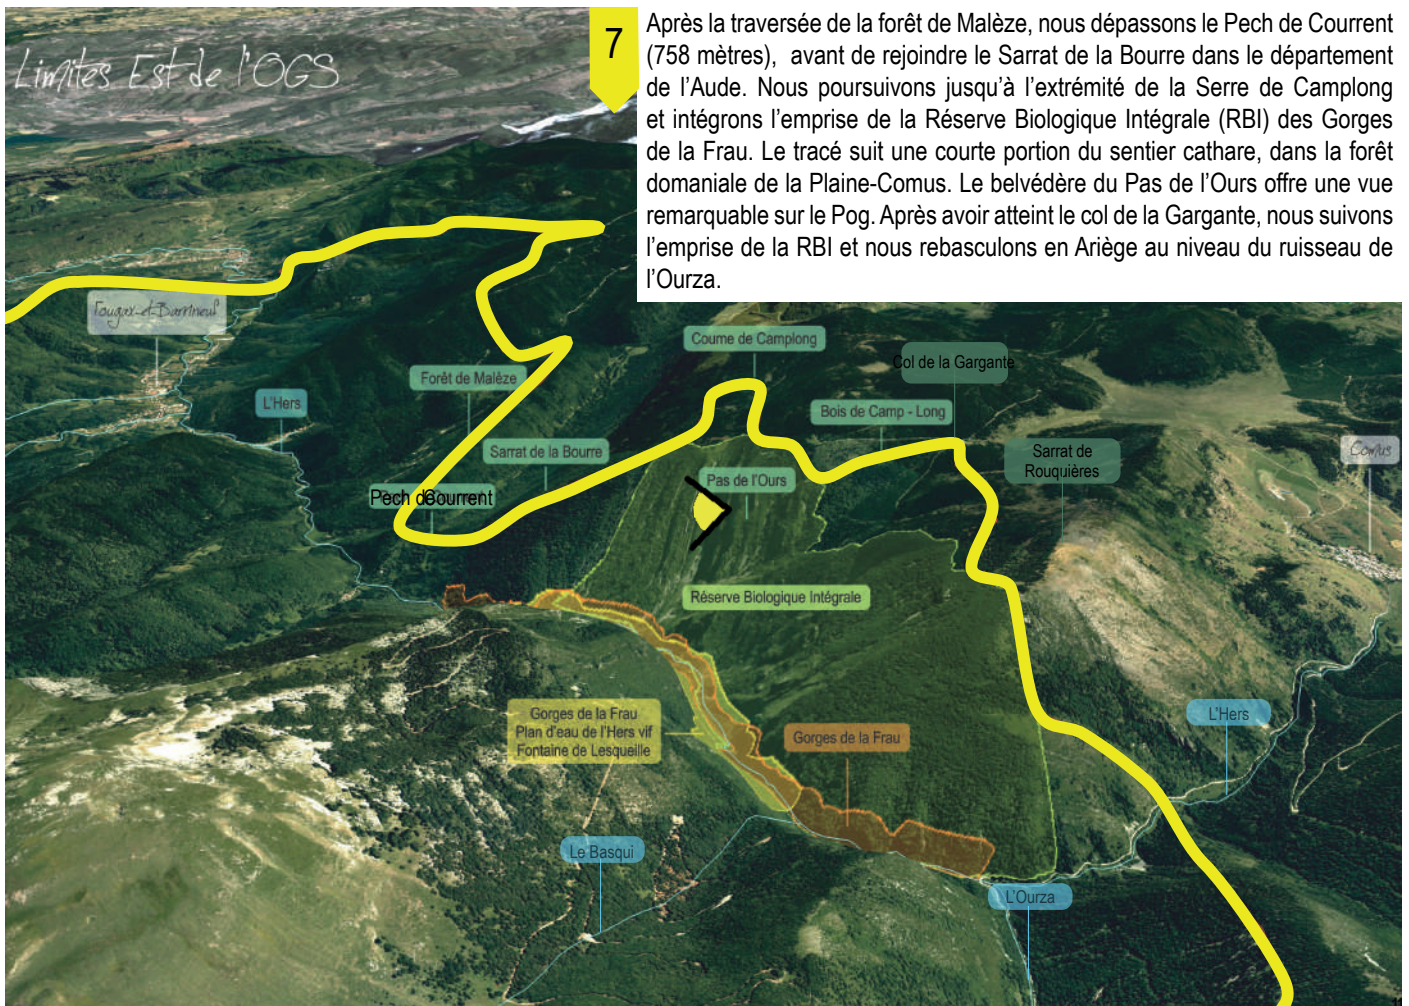 Limites Est de l'OGS
7
Après la traversée de la forêt de Malèze, nous dépassons le Pech de Courrent
(758 mètres), avant de rejoindre le Sarrat de la Bourre dans le département
de l'Aude. Nous poursuivons jusqu'à l'extrémité de la Serre de Camplong
et intégrons l'emprise de la Réserve Biologique Intégrale (RBI) des Gorges
de la Frau. Le tracé suit une courte portion du sentier cathare, dans la forêt
domaniale de la Plaine-Comus. Le belvédère du Pas de l'Ours offre une vue
remarquable sur le Pog. Après avoir atteint le col de la Gargante, nous suivons
l'emprise de la RBI et nous rebasculons en Ariège au niveau du ruisseau de
l'Ourza.
Fougax-et-Barrineuf
Coume de Camplong
Col de la Gargante
Forêt de Malèze
L'Hers
Bois de Camp - Long
Sarrat de la Bourre
Sarrat de
Rouquières
Comus
Pas de l'Ours
Pech de Courrent
Réserve Biologique Intégrale
Gorges de la Frau
Plan d'eau de l'Hers vif
Fontaine de Lesqueille
Gorges de la Frau
L'Hers
Le Basqui
L'Ourza